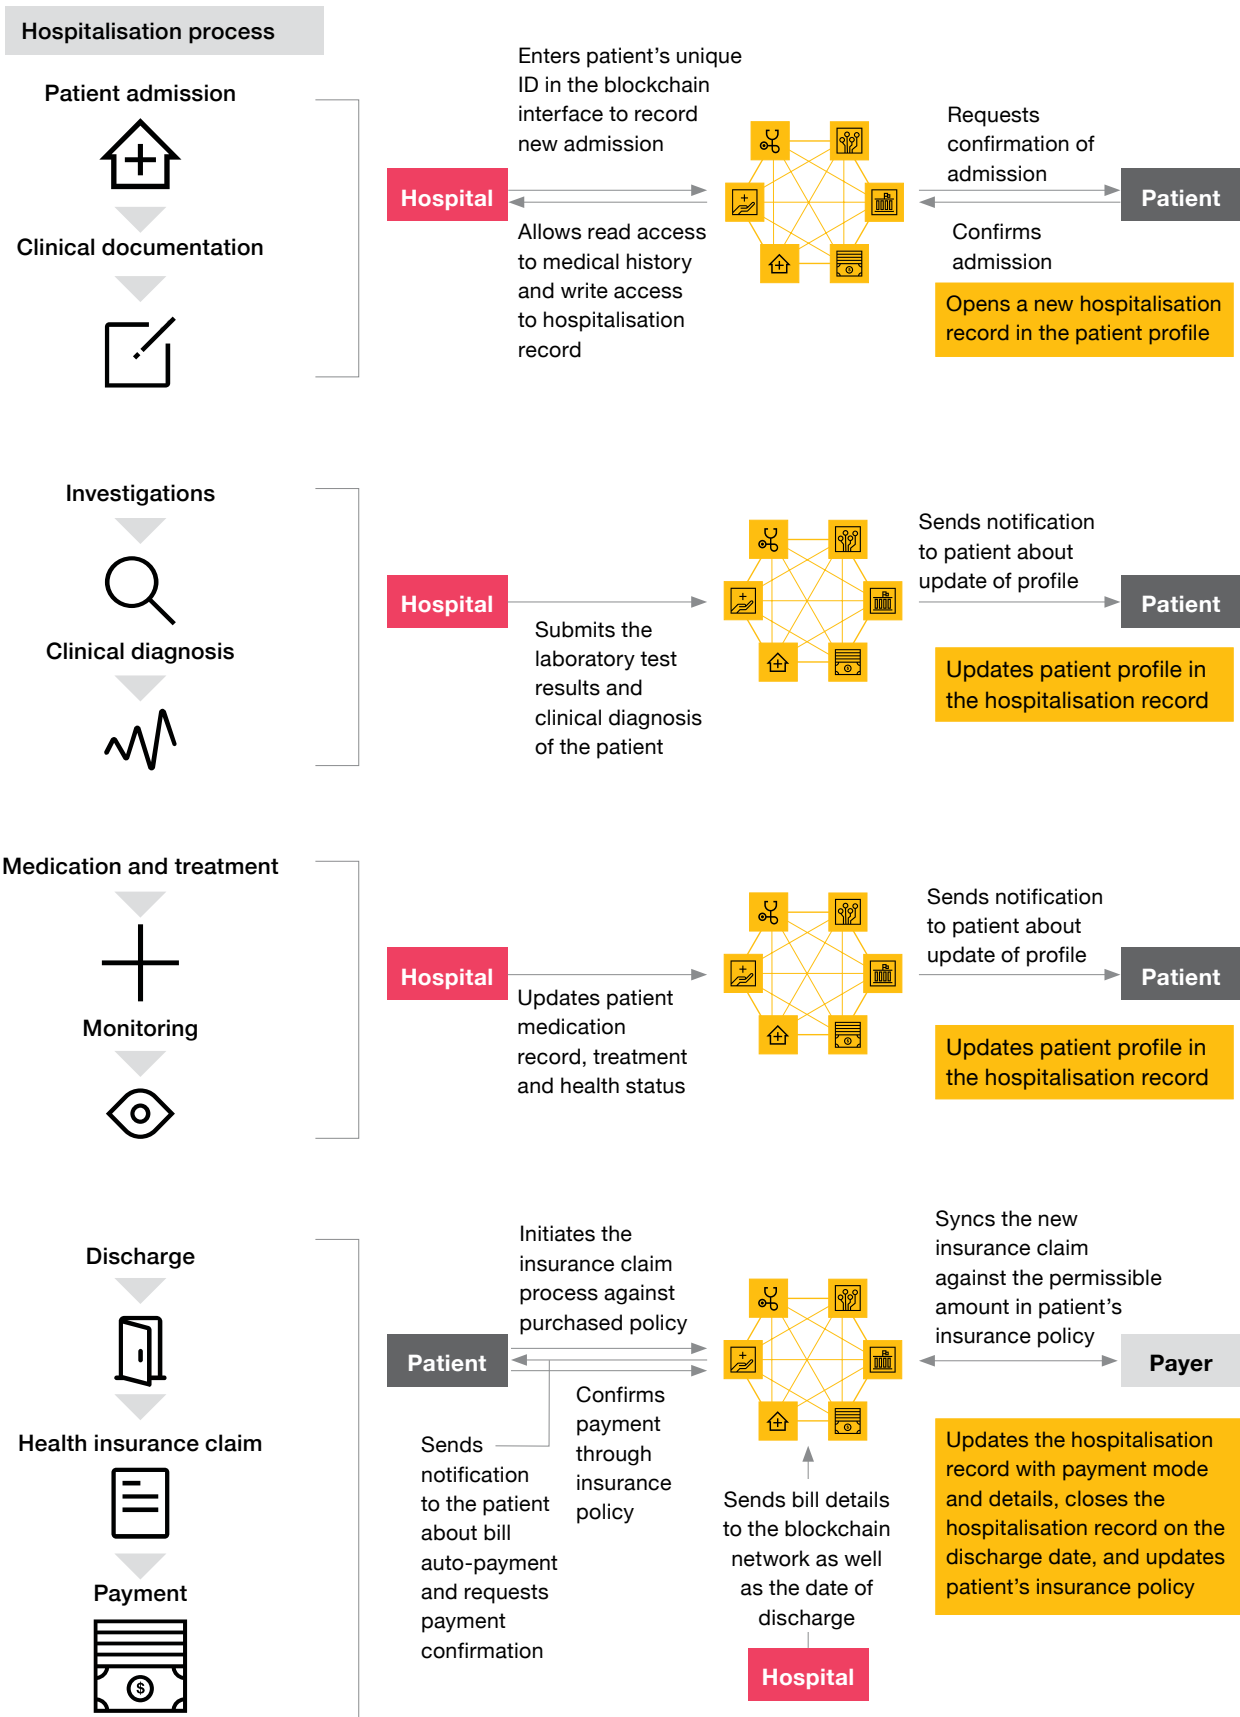 Hospitalisation process
Patient admission
Clinical documentation
Enters patient’s unique
ID in the blockchain
interface to record
new admission
Hospital
Allows read access
to medical history
and write access
to hospitalisation
record
Requests
confirmation of
admission
Patient
Confirms
admission
Opens a new hospitalisation
record in the patient profile
Investigations
Clinical diagnosis
Hospital
Submits the
laboratory test
results and
clinical diagnosis
of the patient
Sends notification
to patient about
update of profile
Patient
Updates patient profile in
the hospitalisation record
Medication and treatment
Monitoring
Hospital
Updates patient
medication
record, treatment
and health status
Sends notification
to patient about
update of profile
Patient
Updates patient profile in
the hospitalisation record
Discharge
Health insurance claim
Payment
$
Initiates the
insurance claim
process against
purchased policy
Patient
Sends
notification
to the patient
about bill
auto-payment
and requests
payment
confirmation
Confirms
payment
through
insurance
policy
Sends bill details
to the blockchain
network as well
as the date of
discharge
Hospital
Syncs the new
insurance claim
against the permissible
amount in patient’s
insurance policy
Payer
Updates the hospitalisation
record with payment mode
and details, closes the
hospitalisation record on the
discharge date, and updates
patient’s insurance policy